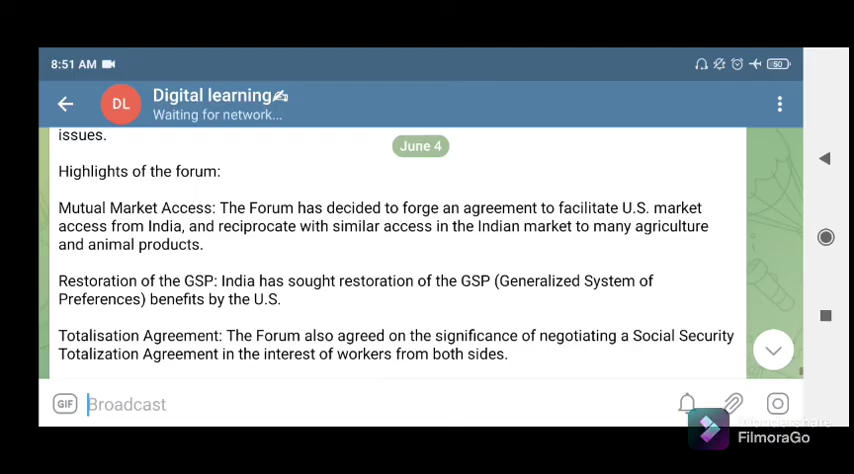 8:51 AM
50
DL
Digital learning✍
Waiting for network...
issues.
June 4
Highlights of the forum:
Mutual Market Access: The Forum has decided to forge an agreement to facilitate U.S. market
access from India, and reciprocate with similar access in the Indian market to many agriculture
and animal products.
Restoration of the GSP: India has sought restoration of the GSP (Generalized System of
Preferences) benefits by the U.S.
Totalisation Agreement: The Forum also agreed on the significance of negotiating a Social Security
Totalization Agreement in the interest of workers from both sides.
GIF
Broadcast
Wondershare
FilmoraGo